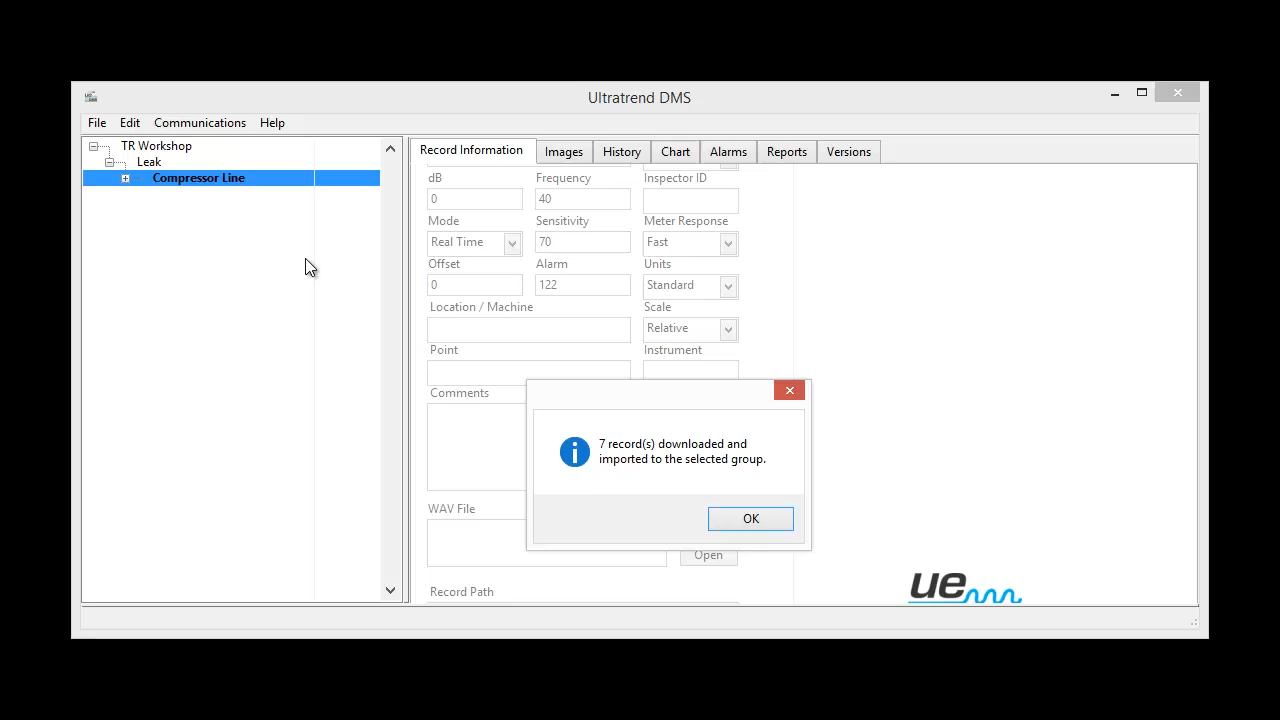 Ultratrend DMS
File Edit Communications Help
TR Workshop
Leak
Compressor Line
Record Information Images History Chart Alarms Reports Versions
dB Frequency Inspector ID
0 40
Mode Sensitivity Meter Response
Real Time 70 Fast
Offset Alarm Units
0 122 Standard
Location / Machine Scale
Relative
Point Instrument
Comments
7 record(s) downloaded and
imported to the selected group.
OK
WAV File
Open
Record Path
ue